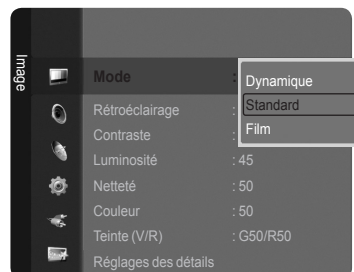 Image
Mode :
Dynamique
Standard
Film
Rétroéclairage :
Contraste :
Luminosité : 45
Netteté : 50
Couleur : 50
Teinte (V/R) : G50/R50
Réglages des détails